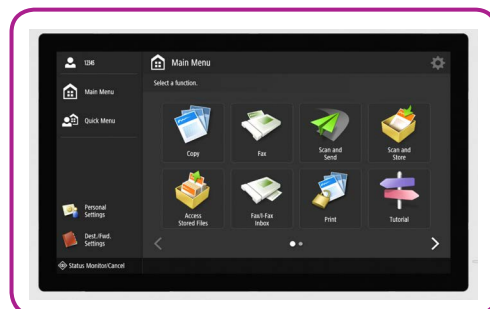 12345
Main Menu
Quick Menu
Personal
Settings
Dest./Fwd.
Settings
Status Monitor/Cancel
Main Menu
Select a function.
Copy
Fax
Scan and
Send
Scan and
Store
Access
Stored Files
Fax/I-Fax
Inbox
Print
Tutorial